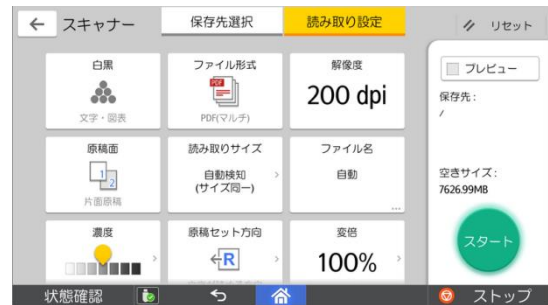 スキャナー
保存先選択
読み取り設定
リセット
白黒
文字・図表
ファイル形式
PDF
PDF(マルチ)
解像度
200 dpi
プレビュー
保存先:
/
原稿面
1
2
片面原稿
読み取りサイズ
自動検知
(サイズ同一)
ファイル名
自動
...
空きサイズ:
7626.99MB
濃度
原稿セット方向
R
変倍
100%
スタート
状態確認
ストップ